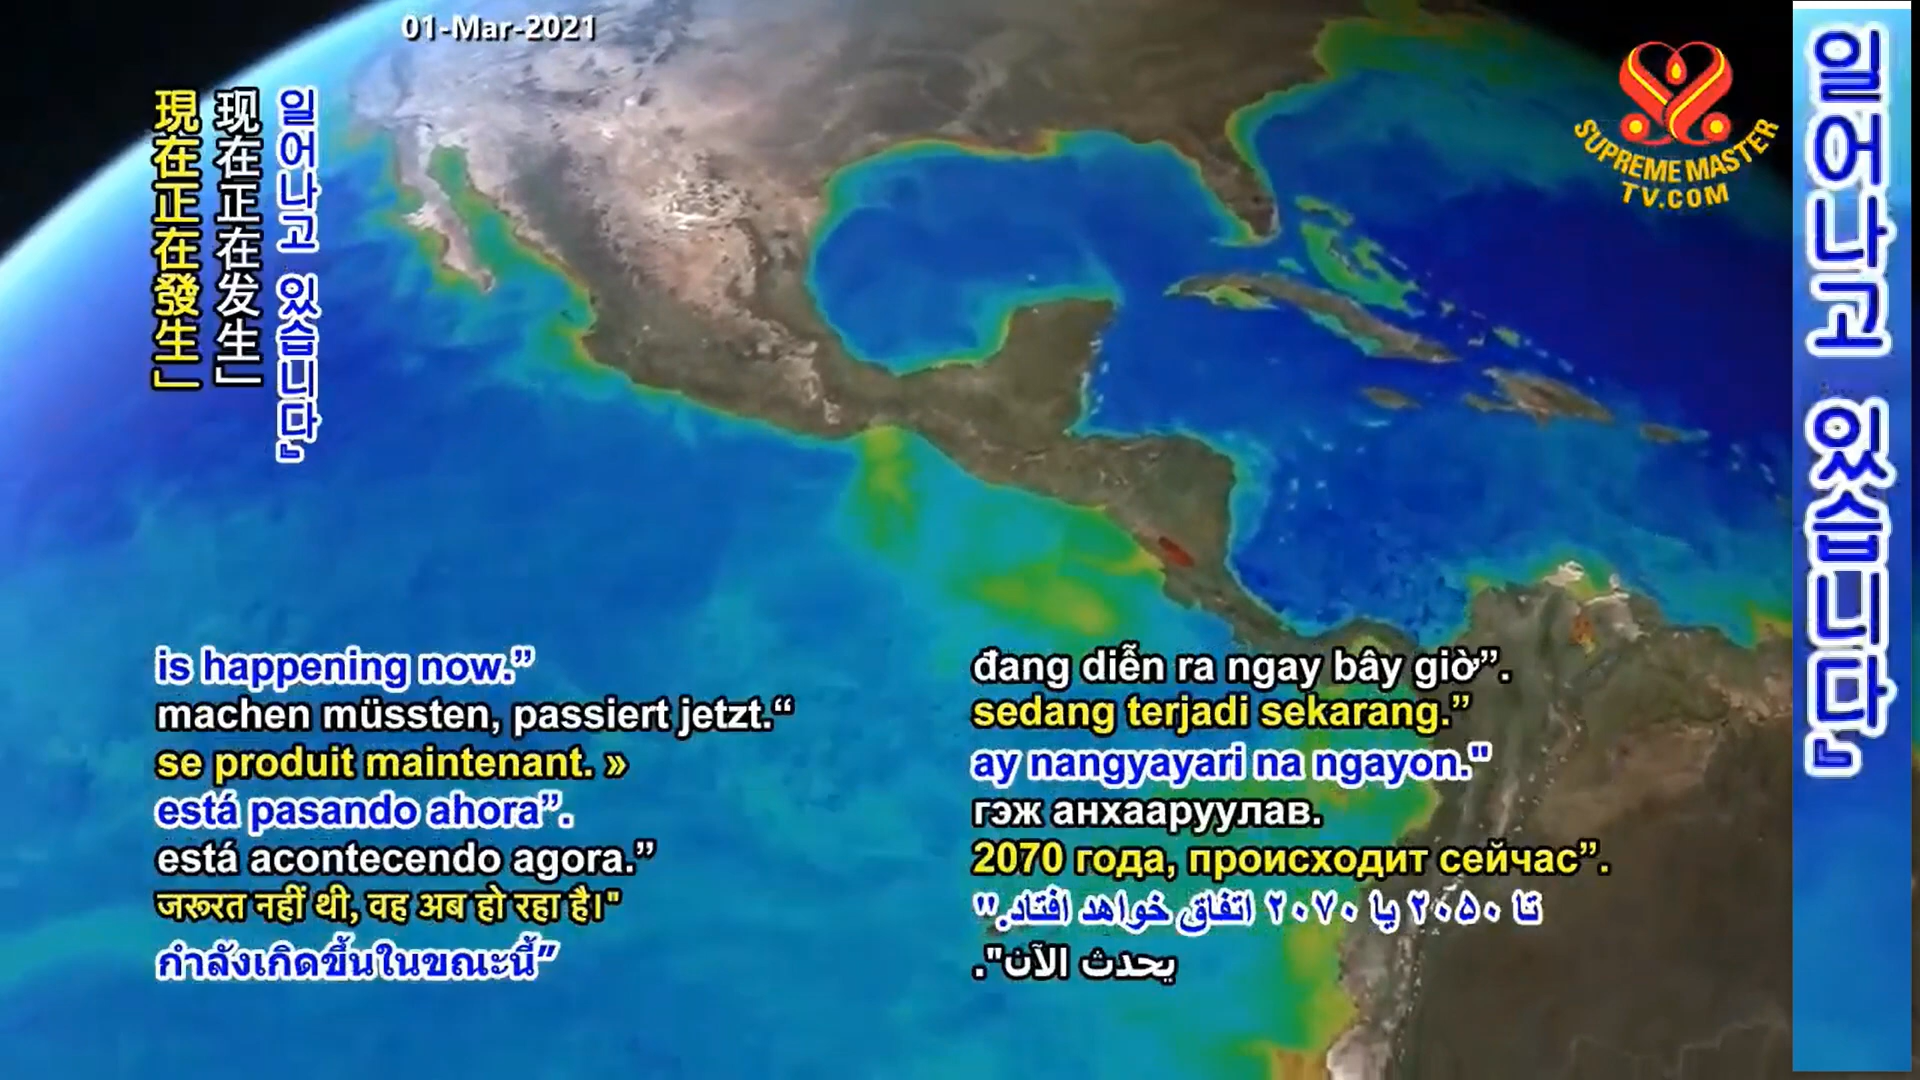 01-Mar-2021
SUPREME MASTER
TV.COM
일어나고 있습니다』
现在正在发生」
現在正在發生」
일어나고 있습니다』
is happening now.”
machen müssten, passiert jetzt.“
se produit maintenant. »
está pasando ahora”.
está acontecendo agora.”
जरूरत नहीं थी, वह अब हो रहा है।"
กำลังเกิดขึ้นในขณะนี้”
đang diễn ra ngay bây giờ”.
sedang terjadi sekarang.”
ay nangyayari na ngayon."
гэж анхааруулав.
2070 года, происходит сейчас”.
تا ۲۰۵۰ یا ۲۰۷۰ اتفاق خواهد افتاد."
يحدث الآن".